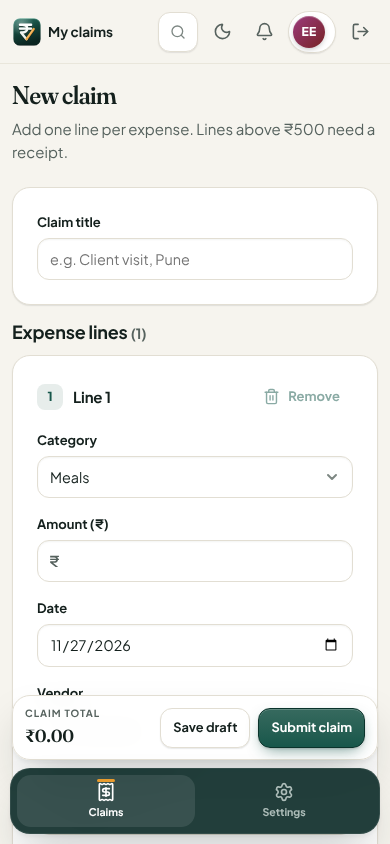 My claims
EE
New claim
Add one line per expense. Lines above ₹500 need a
receipt.
Claim title
e.g. Client visit, Pune
Expense lines (1)
1 Line 1
Remove
Category
Meals
Amount (₹)
₹
Date
11/27/2026
Vendor
CLAIM TOTAL
₹0.00
Save draft
Submit claim
Claims
Settings